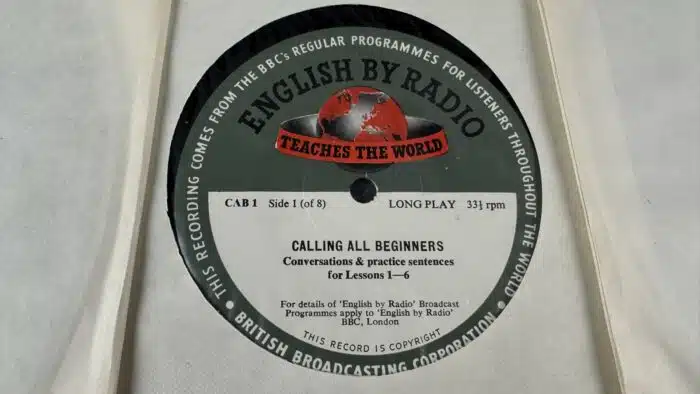 THIS RECORDING COMES FROM THE BBC's REGULAR PROGRAMMES FOR LISTENERS THROUGHOUT THE WORLD
ENGLISH BY RADIO
TEACHES THE WORLD
CAB 1 Side 1 (of 8) LONG PLAY 33⅓ rpm
CALLING ALL BEGINNERS
Conversations & practice sentences
for Lessons 1—6
For details of 'English by Radio' Broadcast
Programmes apply to 'English by Radio'
BBC, London
THIS RECORD IS COPYRIGHT
BRITISH BROADCASTING CORPORATION